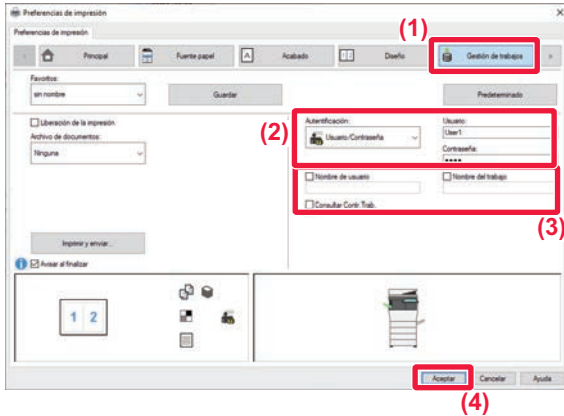 Preferencias de impresión
Preferencias de impresión
(1)
Principal
Fuente papel
Acabado
Diseño
Gestión de trabajos
Favoritos:
sin nombre
Guardar
Predeterminado
Liberación de la impresión
Archivo de documentos:
Ninguna
Imprimir y enviar...
Avisar al finalizar
(2)
Autentificación:
Usuario/Contraseña
Usuario:
User1
Contraseña:
••••
Nombre de usuario
Nombre del trabajo
Consultar Contr.Trab.
(3)
1 2
Aceptar
Cancelar
Ayuda
(4)